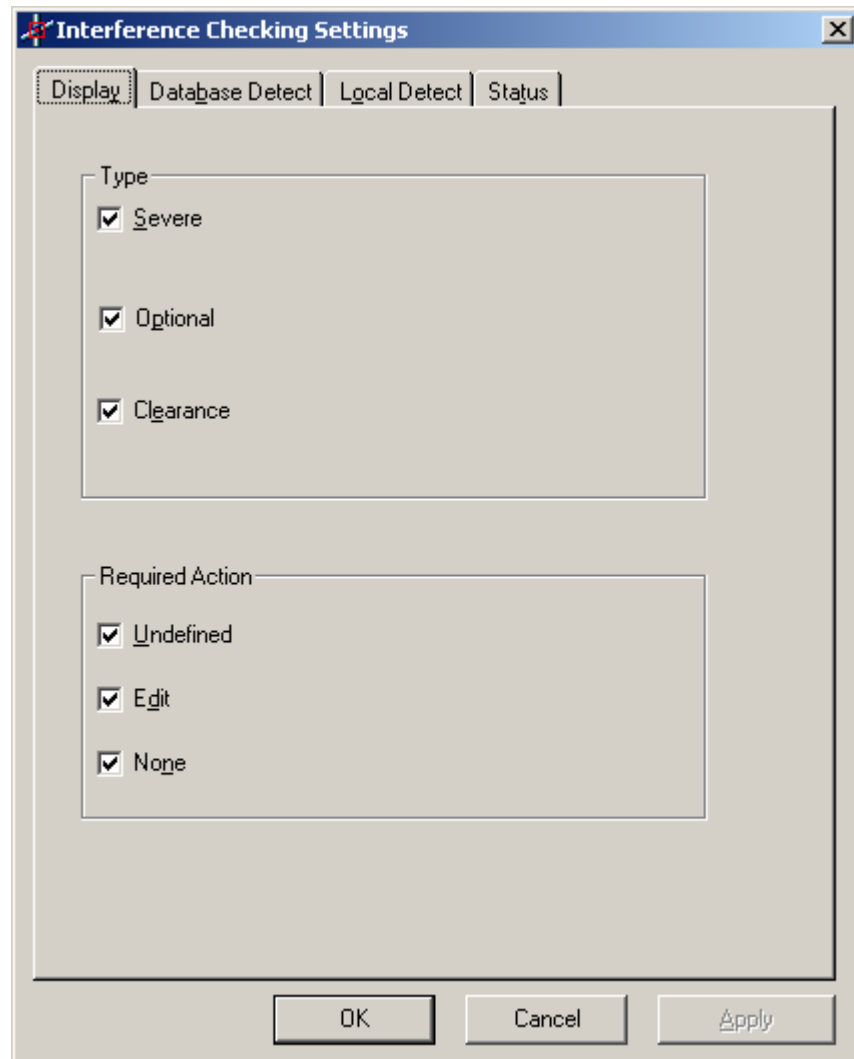 Interference Checking Settings
Display Database Detect Local Detect Status
Type
Severe
Optional
Clearance
Required Action
Undefined
Edit
None
OK Cancel Apply